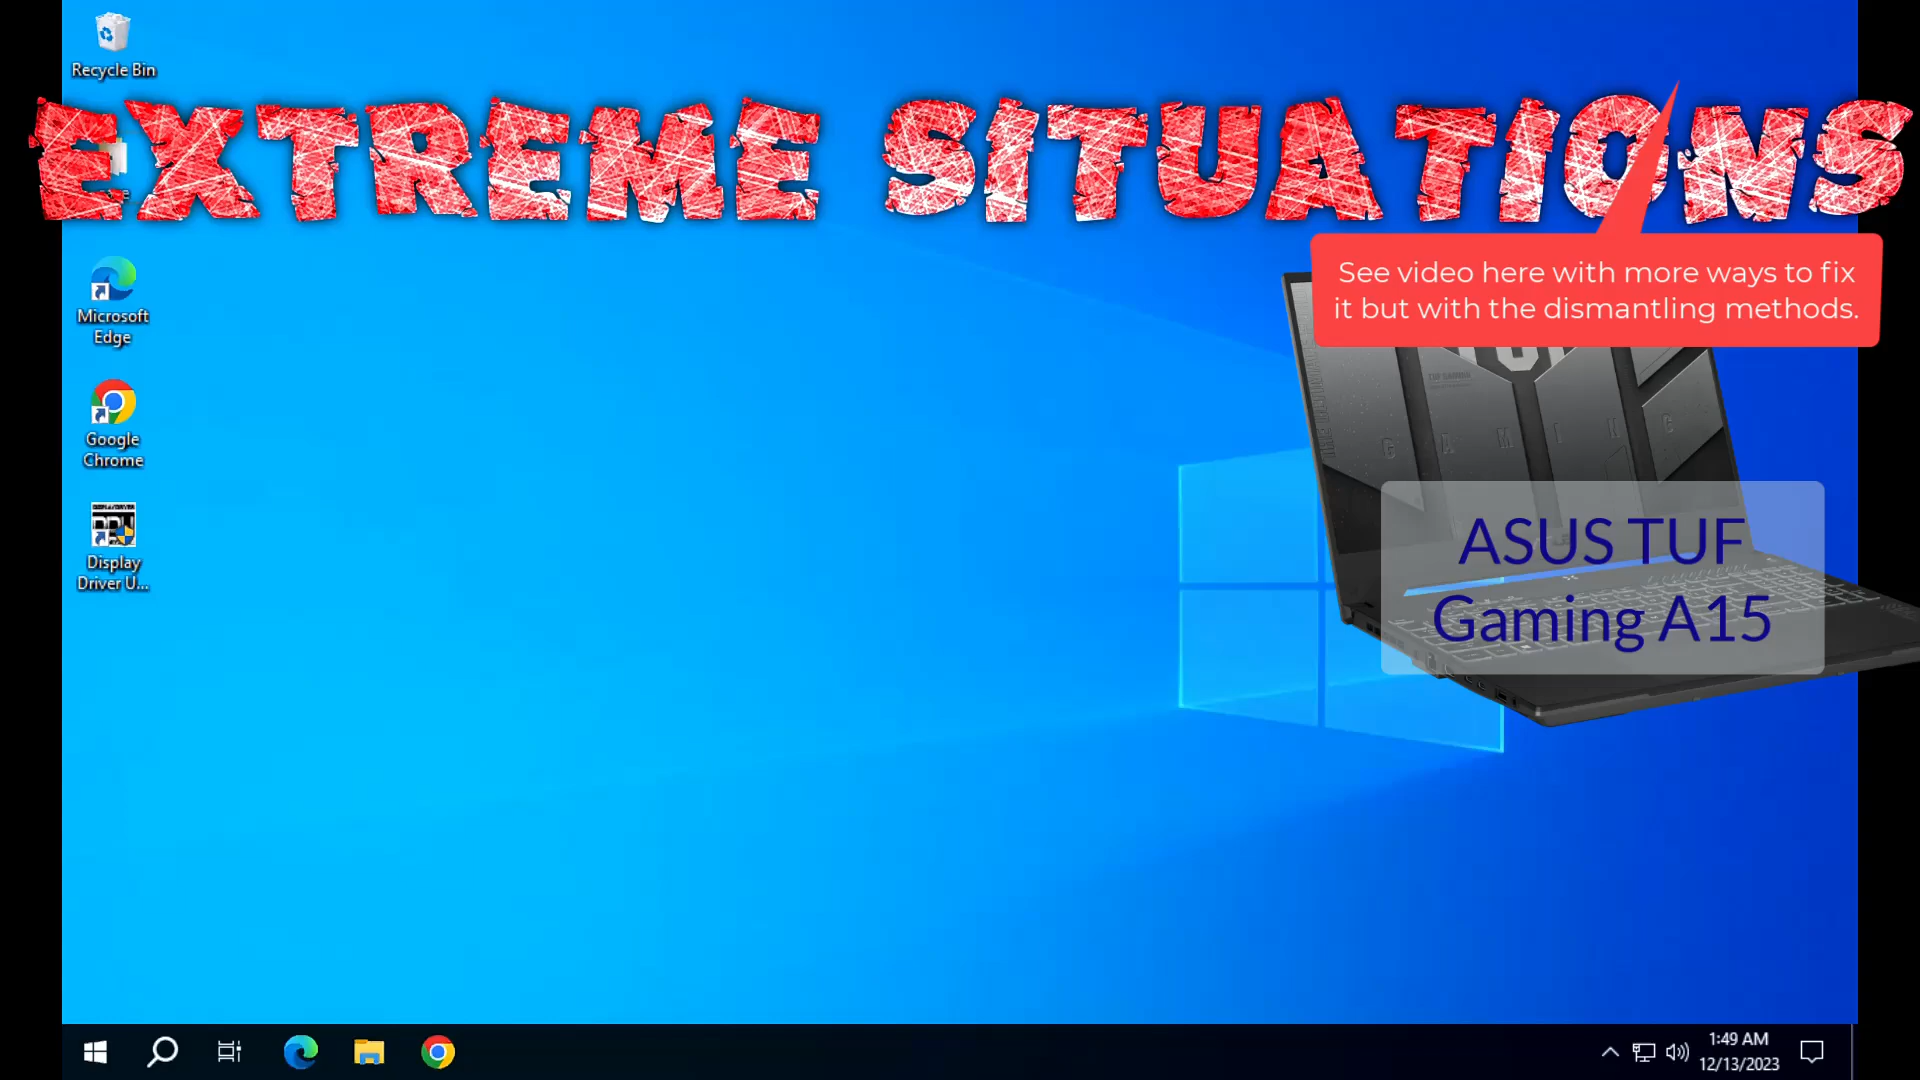 Recycle Bin
EXTREME SITUATIONS
See video here with more ways to fix
it but with the dismantling methods.
Microsoft
Edge
Google
Chrome
GAMING
ASUS TUF
Gaming A15
Display
Driver U...
1:49 AM
12/13/2023